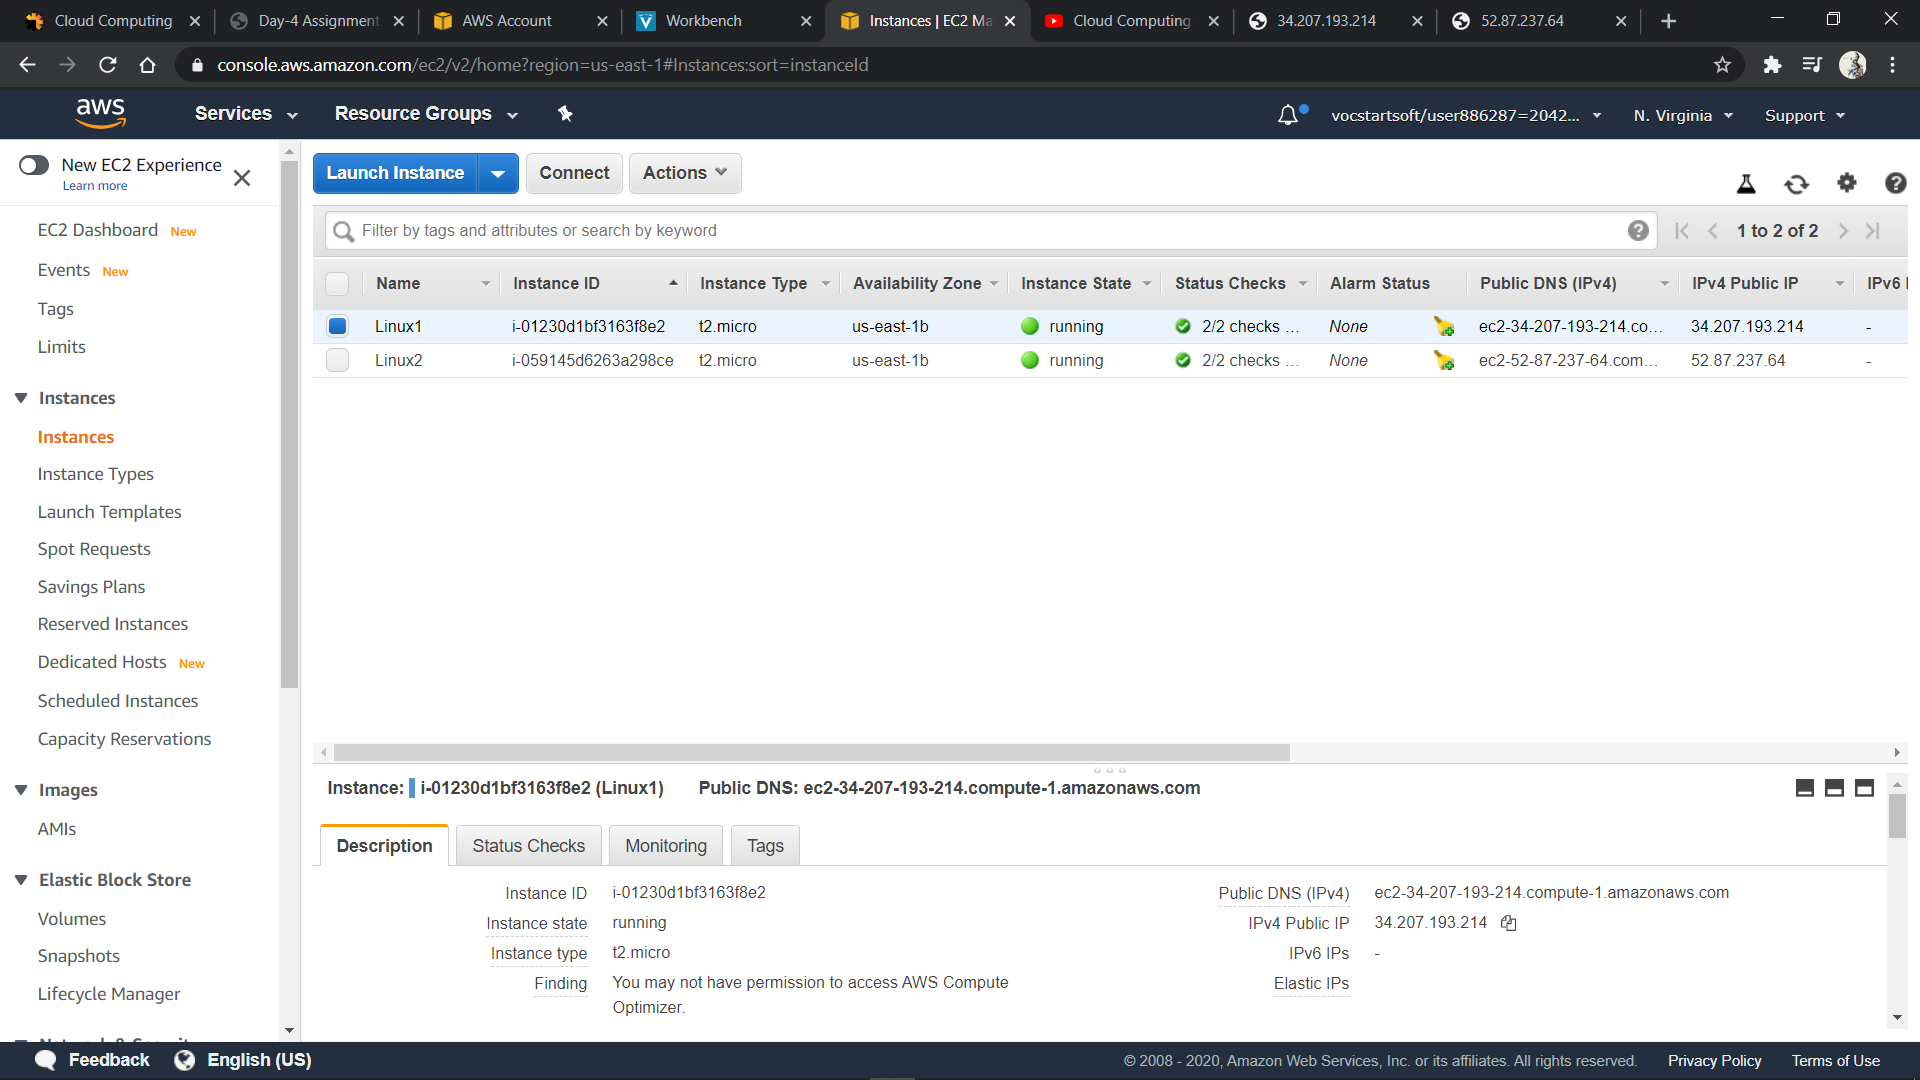 Cloud Computing
Day-4 Assignment
AWS Account
Workbench
Instances | EC2 Ma
Cloud Computing
34.207.193.214
52.87.237.64
console.aws.amazon.com/ec2/v2/home?region=us-east-1#Instances:sort=instanceId
aws
Services
Resource Groups
vocstartsoft/user886287=2042...
N. Virginia
Support
New EC2 Experience
Learn more
EC2 Dashboard New
Events New
Tags
Limits
Instances
Instances
Instance Types
Launch Templates
Spot Requests
Savings Plans
Reserved Instances
Dedicated Hosts New
Scheduled Instances
Capacity Reservations
Images
AMIs
Elastic Block Store
Volumes
Snapshots
Lifecycle Manager
Launch Instance
Connect
Actions
Filter by tags and attributes or search by keyword
1 to 2 of 2
Name Instance ID Instance Type Availability Zone Instance State Status Checks Alarm Status Public DNS (IPv4) IPv4 Public IP IPv6
Linux1 i-01230d1bf3163f8e2 t2.micro us-east-1b running 2/2 checks ... None ec2-34-207-193-214.co... 34.207.193.214 -
Linux2 i-059145d6263a298ce t2.micro us-east-1b running 2/2 checks ... None ec2-52-87-237-64.com... 52.87.237.64 -
Instance: i-01230d1bf3163f8e2 (Linux1) Public DNS: ec2-34-207-193-214.compute-1.amazonaws.com
Description
Status Checks
Monitoring
Tags
Instance ID i-01230d1bf3163f8e2
Instance state running
Instance type t2.micro
Finding You may not have permission to access AWS Compute
Optimizer.
Public DNS (IPv4) ec2-34-207-193-214.compute-1.amazonaws.com
IPv4 Public IP 34.207.193.214
IPv6 IPs -
Elastic IPs
Feedback
English (US)
© 2008 - 2020, Amazon Web Services, Inc. or its affiliates. All rights reserved.
Privacy Policy
Terms of Use